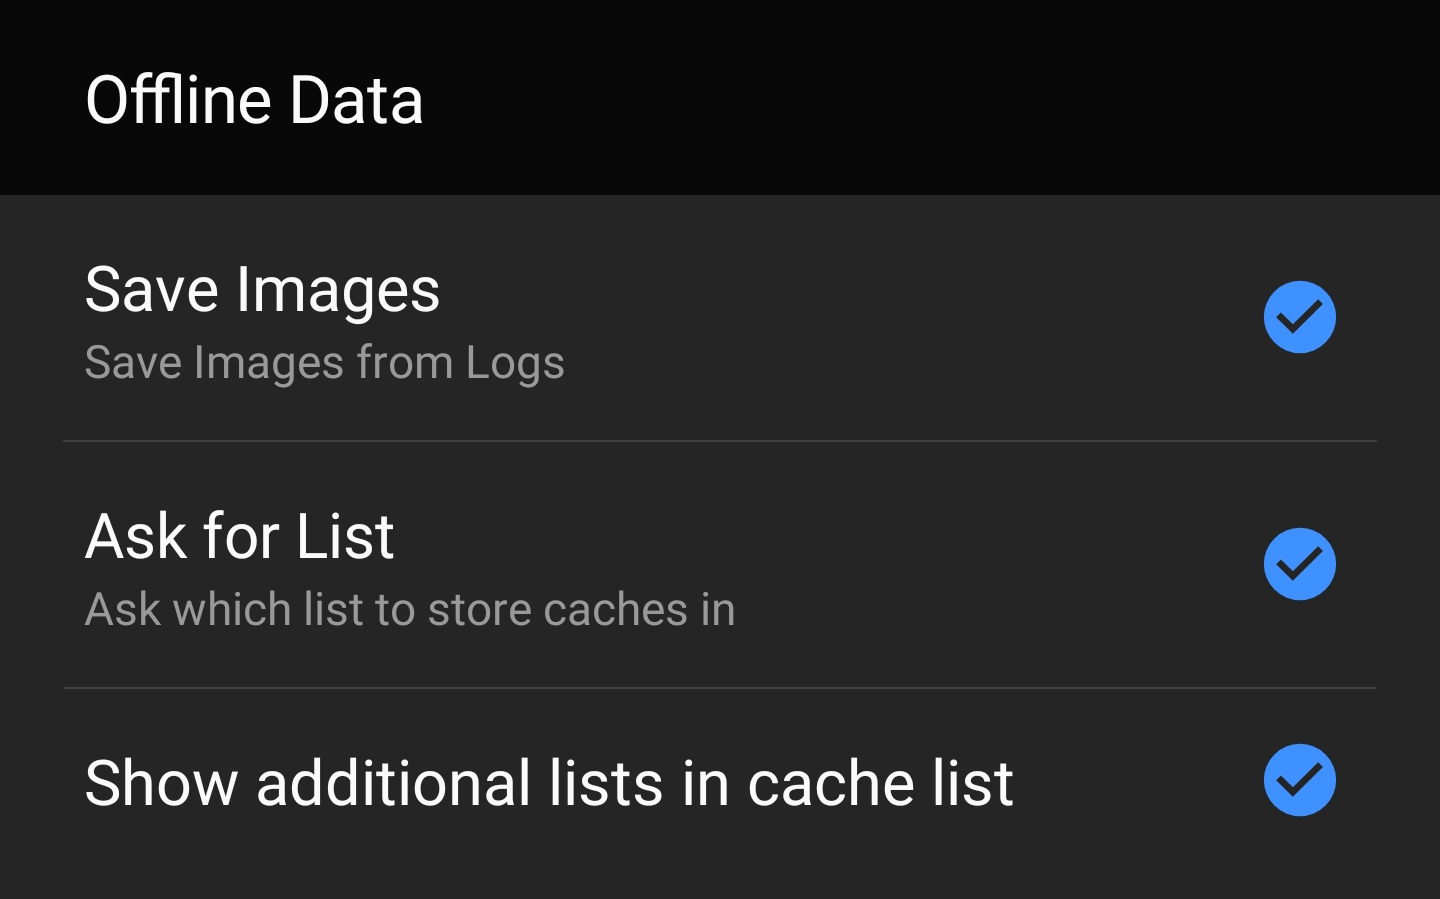 Offline Data
Save Images
Save Images from Logs
Ask for List
Ask which list to store caches in
Show additional lists in cache list